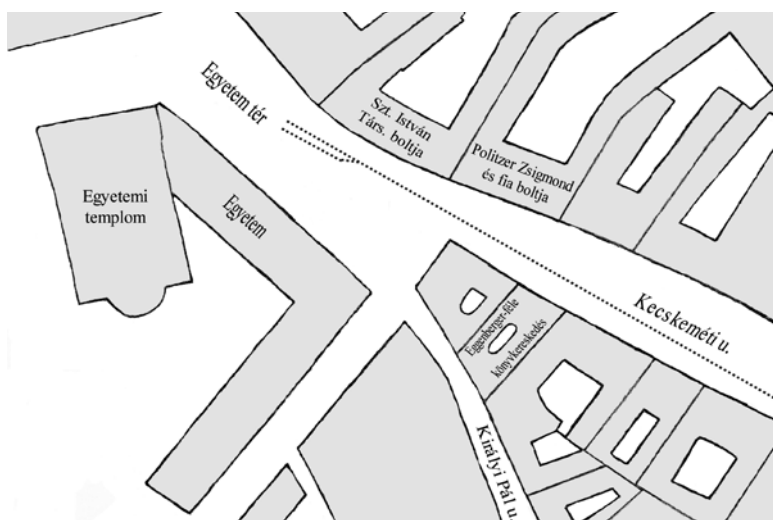 Egyetem tér
Szt. István
Társ. boltja
Politzer Zsigmond
és fia boltja
Egyetemi
templom
Egyetem
Kecskeméti u.
Eggenberger-féle
könyvkereskedés
Királyi Pál u.